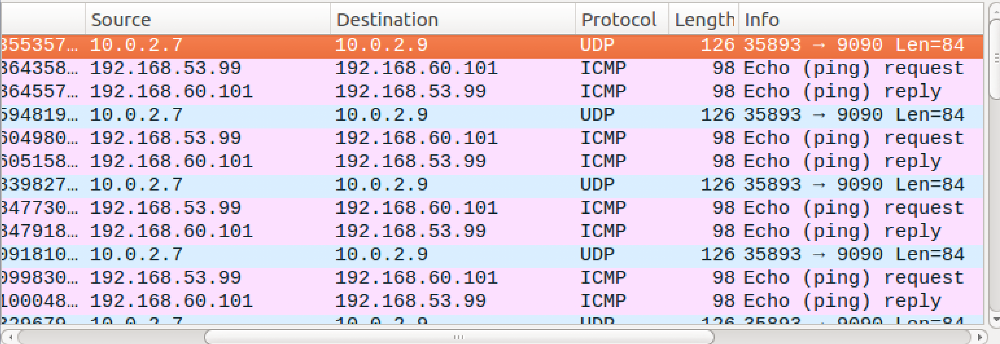 Source Destination Protocol Length Info
355357… 10.0.2.7 10.0.2.9 UDP 126 35893 → 9090 Len=84
364358… 192.168.53.99 192.168.60.101 ICMP 98 Echo (ping) request
364557… 192.168.60.101 192.168.53.99 ICMP 98 Echo (ping) reply
594819… 10.0.2.7 10.0.2.9 UDP 126 35893 → 9090 Len=84
604980… 192.168.53.99 192.168.60.101 ICMP 98 Echo (ping) request
605158… 192.168.60.101 192.168.53.99 ICMP 98 Echo (ping) reply
839827… 10.0.2.7 10.0.2.9 UDP 126 35893 → 9090 Len=84
847730… 192.168.53.99 192.168.60.101 ICMP 98 Echo (ping) request
847918… 192.168.60.101 192.168.53.99 ICMP 98 Echo (ping) reply
091810… 10.0.2.7 10.0.2.9 UDP 126 35893 → 9090 Len=84
099830… 192.168.53.99 192.168.60.101 ICMP 98 Echo (ping) request
100048… 192.168.60.101 192.168.53.99 ICMP 98 Echo (ping) reply
10.0.2.7 10.0.2.9 UDP 126 35893 → 9090 Len=84